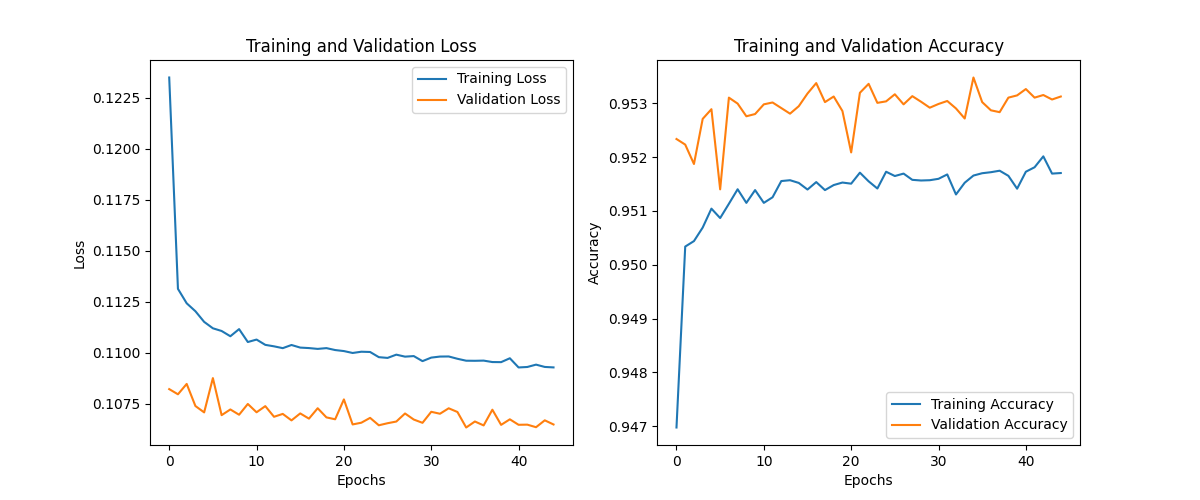 Training and Validation Loss
Training Loss
Validation Loss
0.1225
0.1200
0.1175
0.1150
0.1125
0.1100
0.1075
Loss
0 10 20 30 40
Epochs
Training and Validation Accuracy
0.953
0.952
0.951
0.950
0.949
0.948
0.947
Accuracy
Training Accuracy
Validation Accuracy
0 10 20 30 40
Epochs